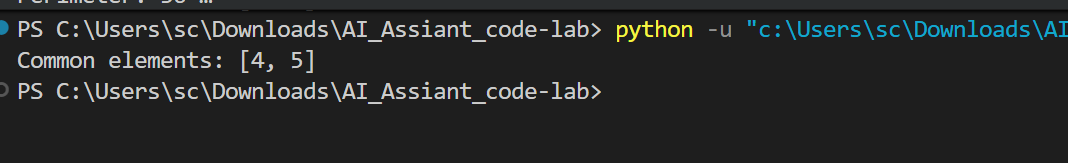 PS C:\Users\sc\Downloads\AI_Assiant_code-lab> python -u "c:\Users\sc\Downloads\AI
Common elements: [4, 5]
PS C:\Users\sc\Downloads\AI_Assiant_code-lab>